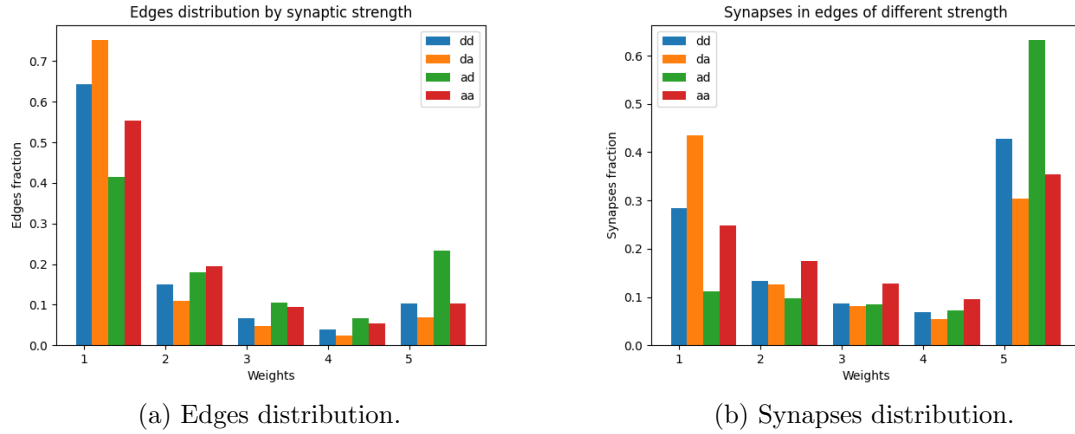 Edges distribution by synaptic strength
dd
da
ad
aa
0.7
0.6
0.5
0.4
0.3
0.2
0.1
0.0
Edges fraction
1 2 3 4 5
Weights
(a) Edges distribution.
Synapses in edges of different strength
dd
da
ad
aa
0.6
0.5
0.4
0.3
0.2
0.1
0.0
Synapses fraction
1 2 3 4 5
Weights
(b) Synapses distribution.